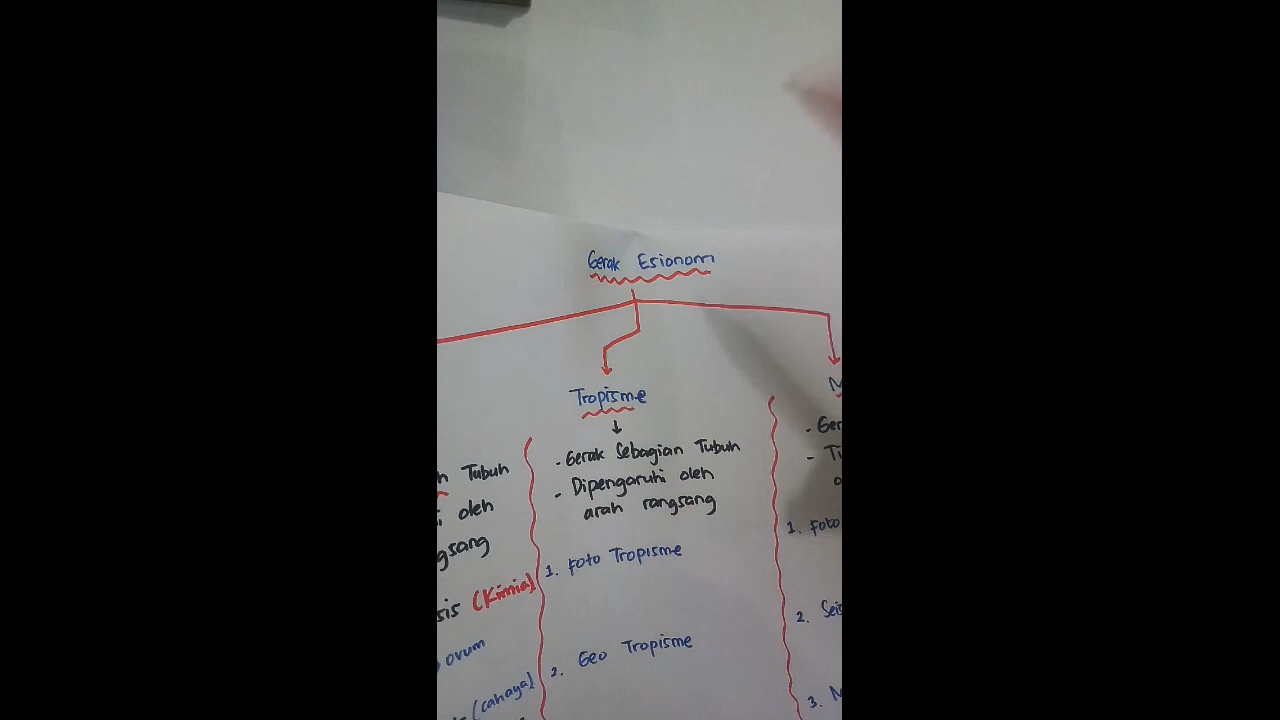 Gerak Esionom
Tropisme
- Gerak Sebagian Tubuh
- Dipengaruhi oleh
arah rangsang
1. Foto Tropisme
2. Geo Tropisme
Tubuh
oleh
(Kimia)
ovum
(cahaya)
1. Foto
2.
3.